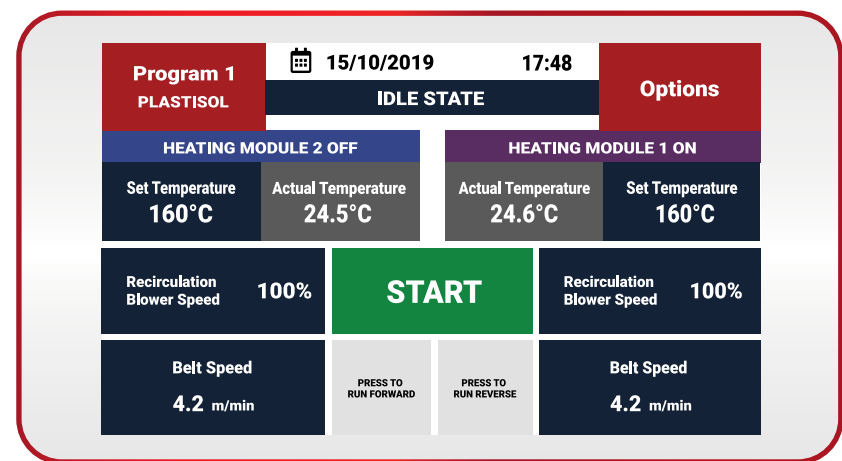 Program 1
PLASTISOL
15/10/2019 17:48
IDLE STATE
Options
HEATING MODULE 2 OFF
HEATING MODULE 1 ON
Set Temperature
160°C
Actual Temperature
24.5°C
Actual Temperature
24.6°C
Set Temperature
160°C
Recirculation
Blower Speed
100%
START
Recirculation
Blower Speed
100%
Belt Speed
4.2 m/min
PRESS TO
RUN FORWARD
PRESS TO
RUN REVERSE
Belt Speed
4.2 m/min